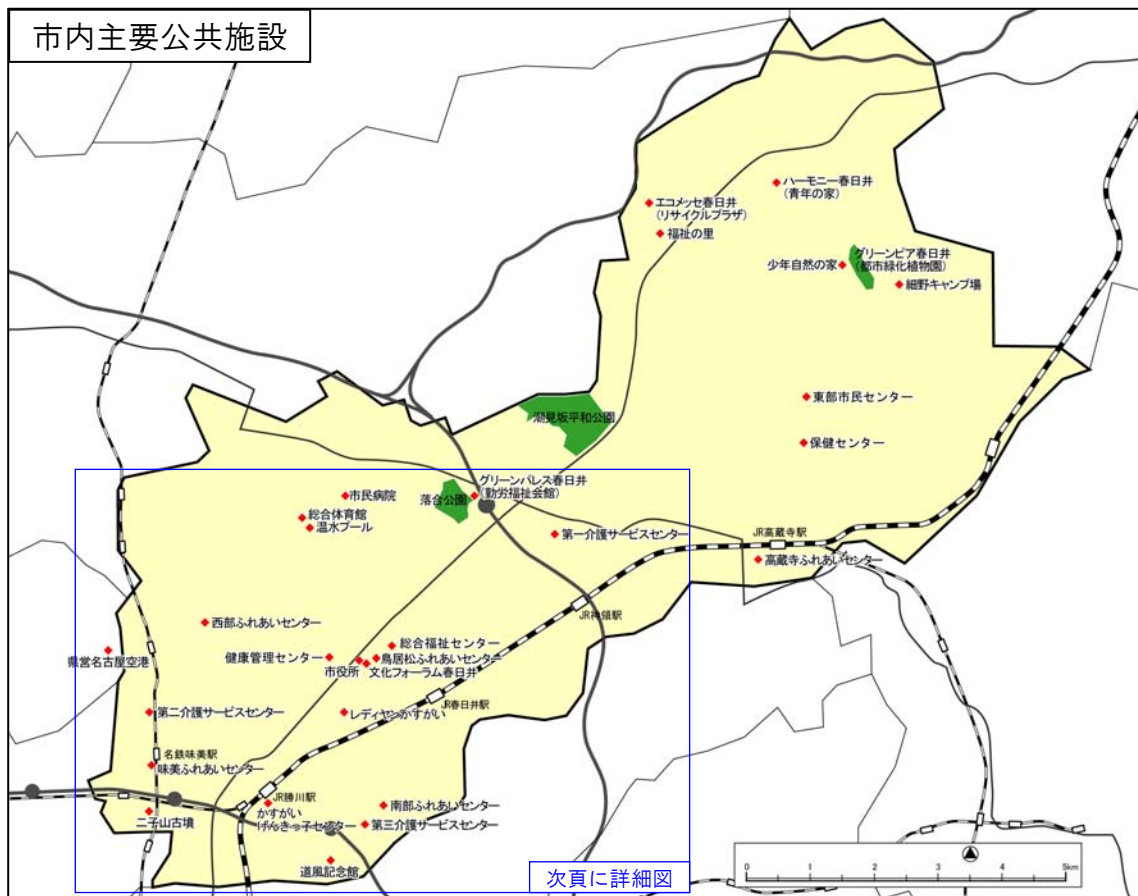 市内主要公共施設
ハーモニー春日井
(青年の家)
エコメッセ春日井
(リサイクルプラザ)
福祉の里
グリーンピア春日井
(都市緑化植物園)
少年自然の家
細野キャンプ場
東部市民センター
潮見坂平和公園
保健センター
グリーンパレス春日井
(勤労福祉会館)
市民病院
落合公園
総合体育館
温水プール
第一介護サービスセンター
JR高蔵寺駅
高蔵寺ふれあいセンター
JR神領駅
西部ふれあいセンター
総合福祉センター
県営名古屋空港
健康管理センター
鳥居松ふれあいセンター
市役所
文化フォーラム春日井
JR春日井駅
第二介護サービスセンター
レディヤンかすがい
名鉄味美駅
味美ふれあいセンター
JR勝川駅
南部ふれあいセンター
かすがい
げんきっ子センター
二子山古墳
第三介護サービスセンター
道風記念館
次頁に詳細図
0 1 2 3 4 5km